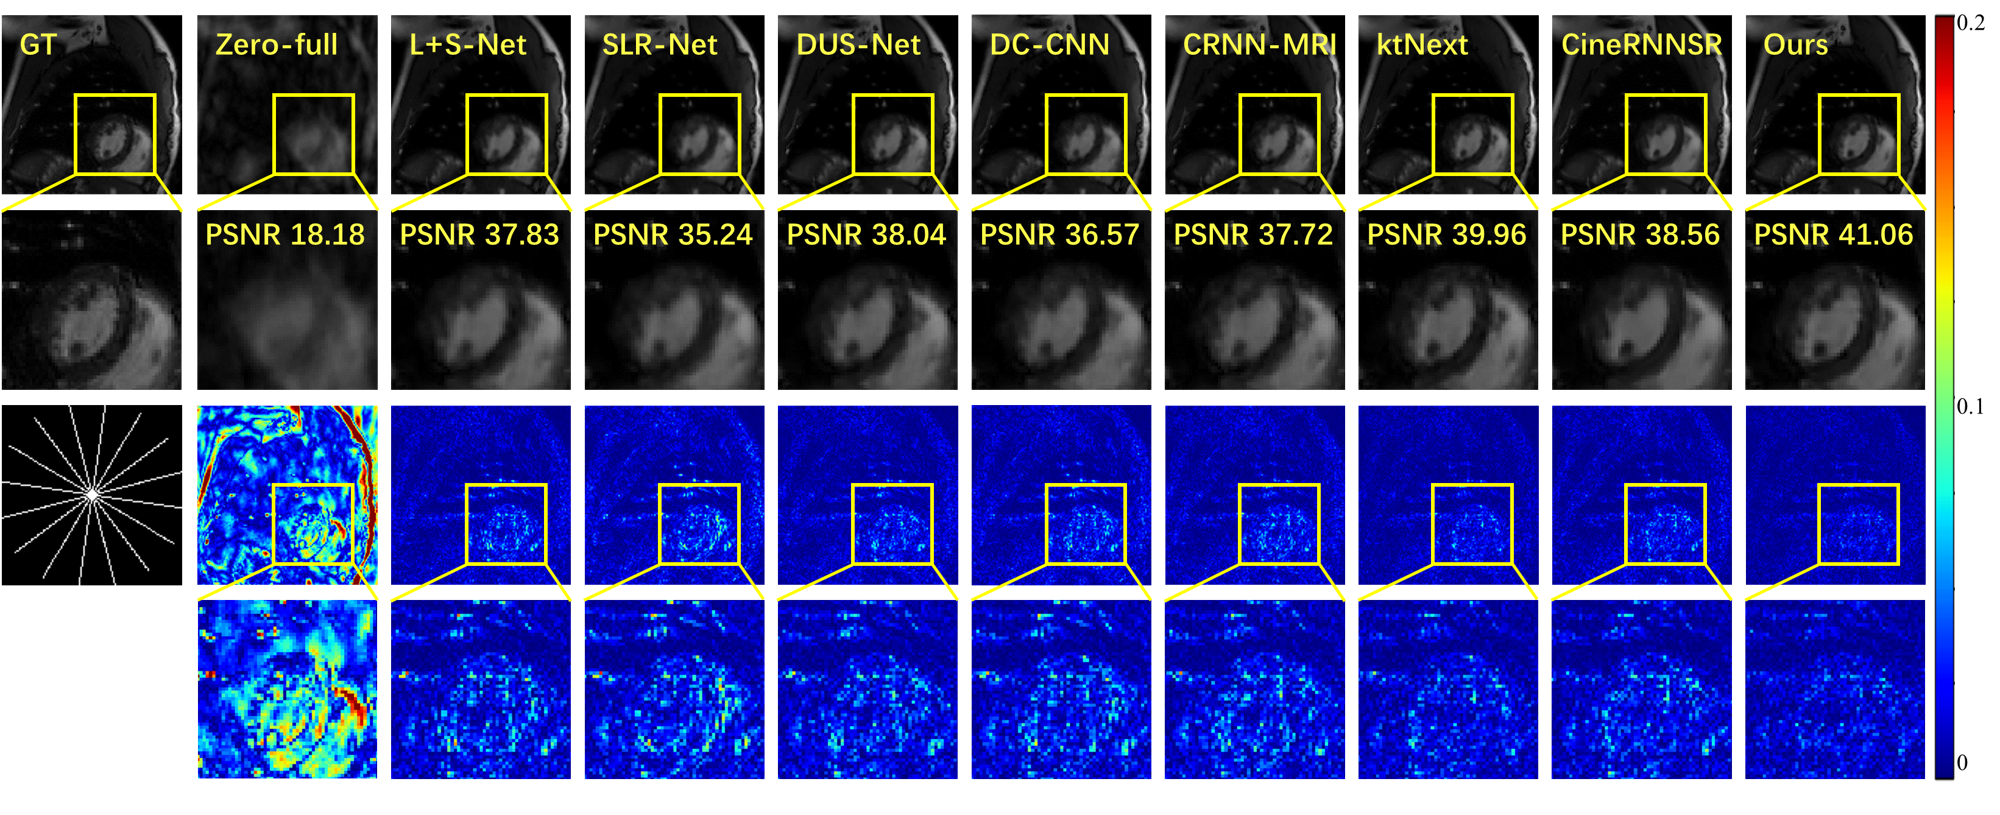 GT
Zero-full
L+S-Net
SLR-Net
DUS-Net
DC-CNN
CRNN-MRI
ktNext
CineRNNSR
Ours
0.2
PSNR 18.18
PSNR 37.83
PSNR 35.24
PSNR 38.04
PSNR 36.57
PSNR 37.72
PSNR 39.96
PSNR 38.56
PSNR 41.06
0.1
0